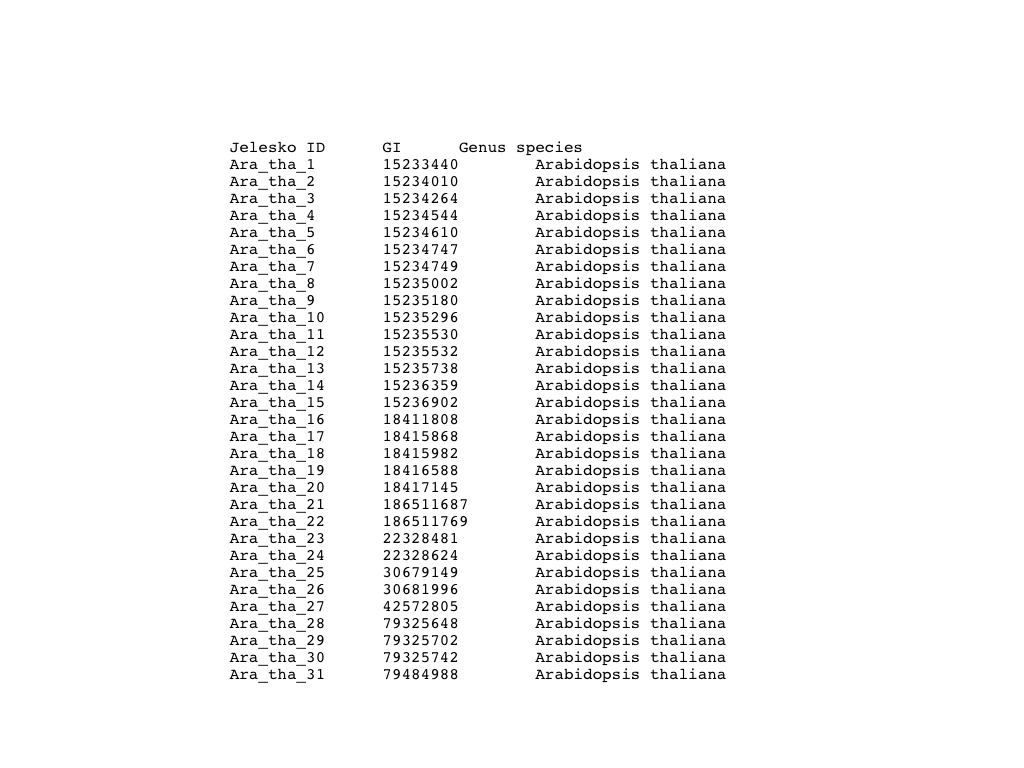 Jelesko ID GI Genus species
Ara_tha_1 15233440 Arabidopsis thaliana
Ara_tha_2 15234010 Arabidopsis thaliana
Ara_tha_3 15234264 Arabidopsis thaliana
Ara_tha_4 15234544 Arabidopsis thaliana
Ara_tha_5 15234610 Arabidopsis thaliana
Ara_tha_6 15234747 Arabidopsis thaliana
Ara_tha_7 15234749 Arabidopsis thaliana
Ara_tha_8 15235002 Arabidopsis thaliana
Ara_tha_9 15235180 Arabidopsis thaliana
Ara_tha_10 15235296 Arabidopsis thaliana
Ara_tha_11 15235530 Arabidopsis thaliana
Ara_tha_12 15235532 Arabidopsis thaliana
Ara_tha_13 15235738 Arabidopsis thaliana
Ara_tha_14 15236359 Arabidopsis thaliana
Ara_tha_15 15236902 Arabidopsis thaliana
Ara_tha_16 18411808 Arabidopsis thaliana
Ara_tha_17 18415868 Arabidopsis thaliana
Ara_tha_18 18415982 Arabidopsis thaliana
Ara_tha_19 18416588 Arabidopsis thaliana
Ara_tha_20 18417145 Arabidopsis thaliana
Ara_tha_21 186511687 Arabidopsis thaliana
Ara_tha_22 186511769 Arabidopsis thaliana
Ara_tha_23 22328481 Arabidopsis thaliana
Ara_tha_24 22328624 Arabidopsis thaliana
Ara_tha_25 30679149 Arabidopsis thaliana
Ara_tha_26 30681996 Arabidopsis thaliana
Ara_tha_27 42572805 Arabidopsis thaliana
Ara_tha_28 79325648 Arabidopsis thaliana
Ara_tha_29 79325702 Arabidopsis thaliana
Ara_tha_30 79325742 Arabidopsis thaliana
Ara_tha_31 79484988 Arabidopsis thaliana